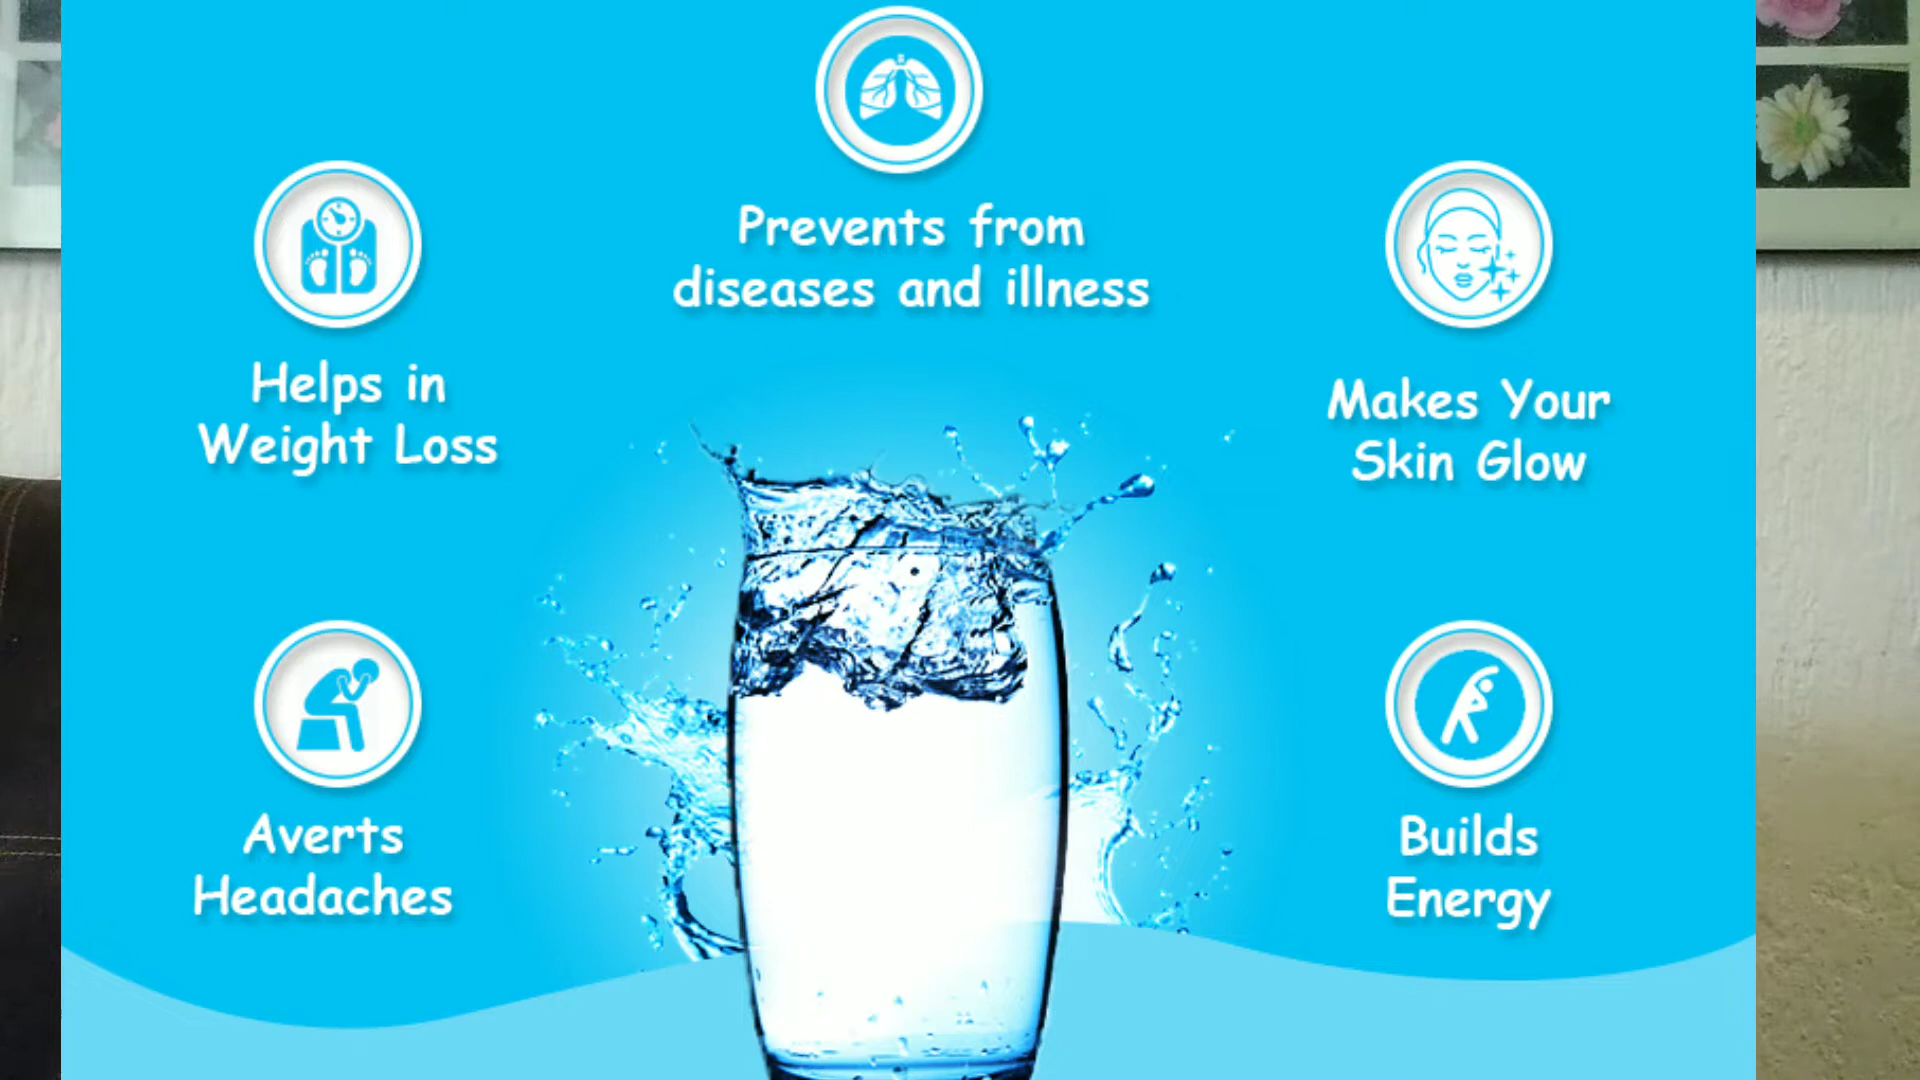 Prevents from
diseases and illness
Helps in
Weight Loss
Makes Your
Skin Glow
Averts
Headaches
Builds
Energy